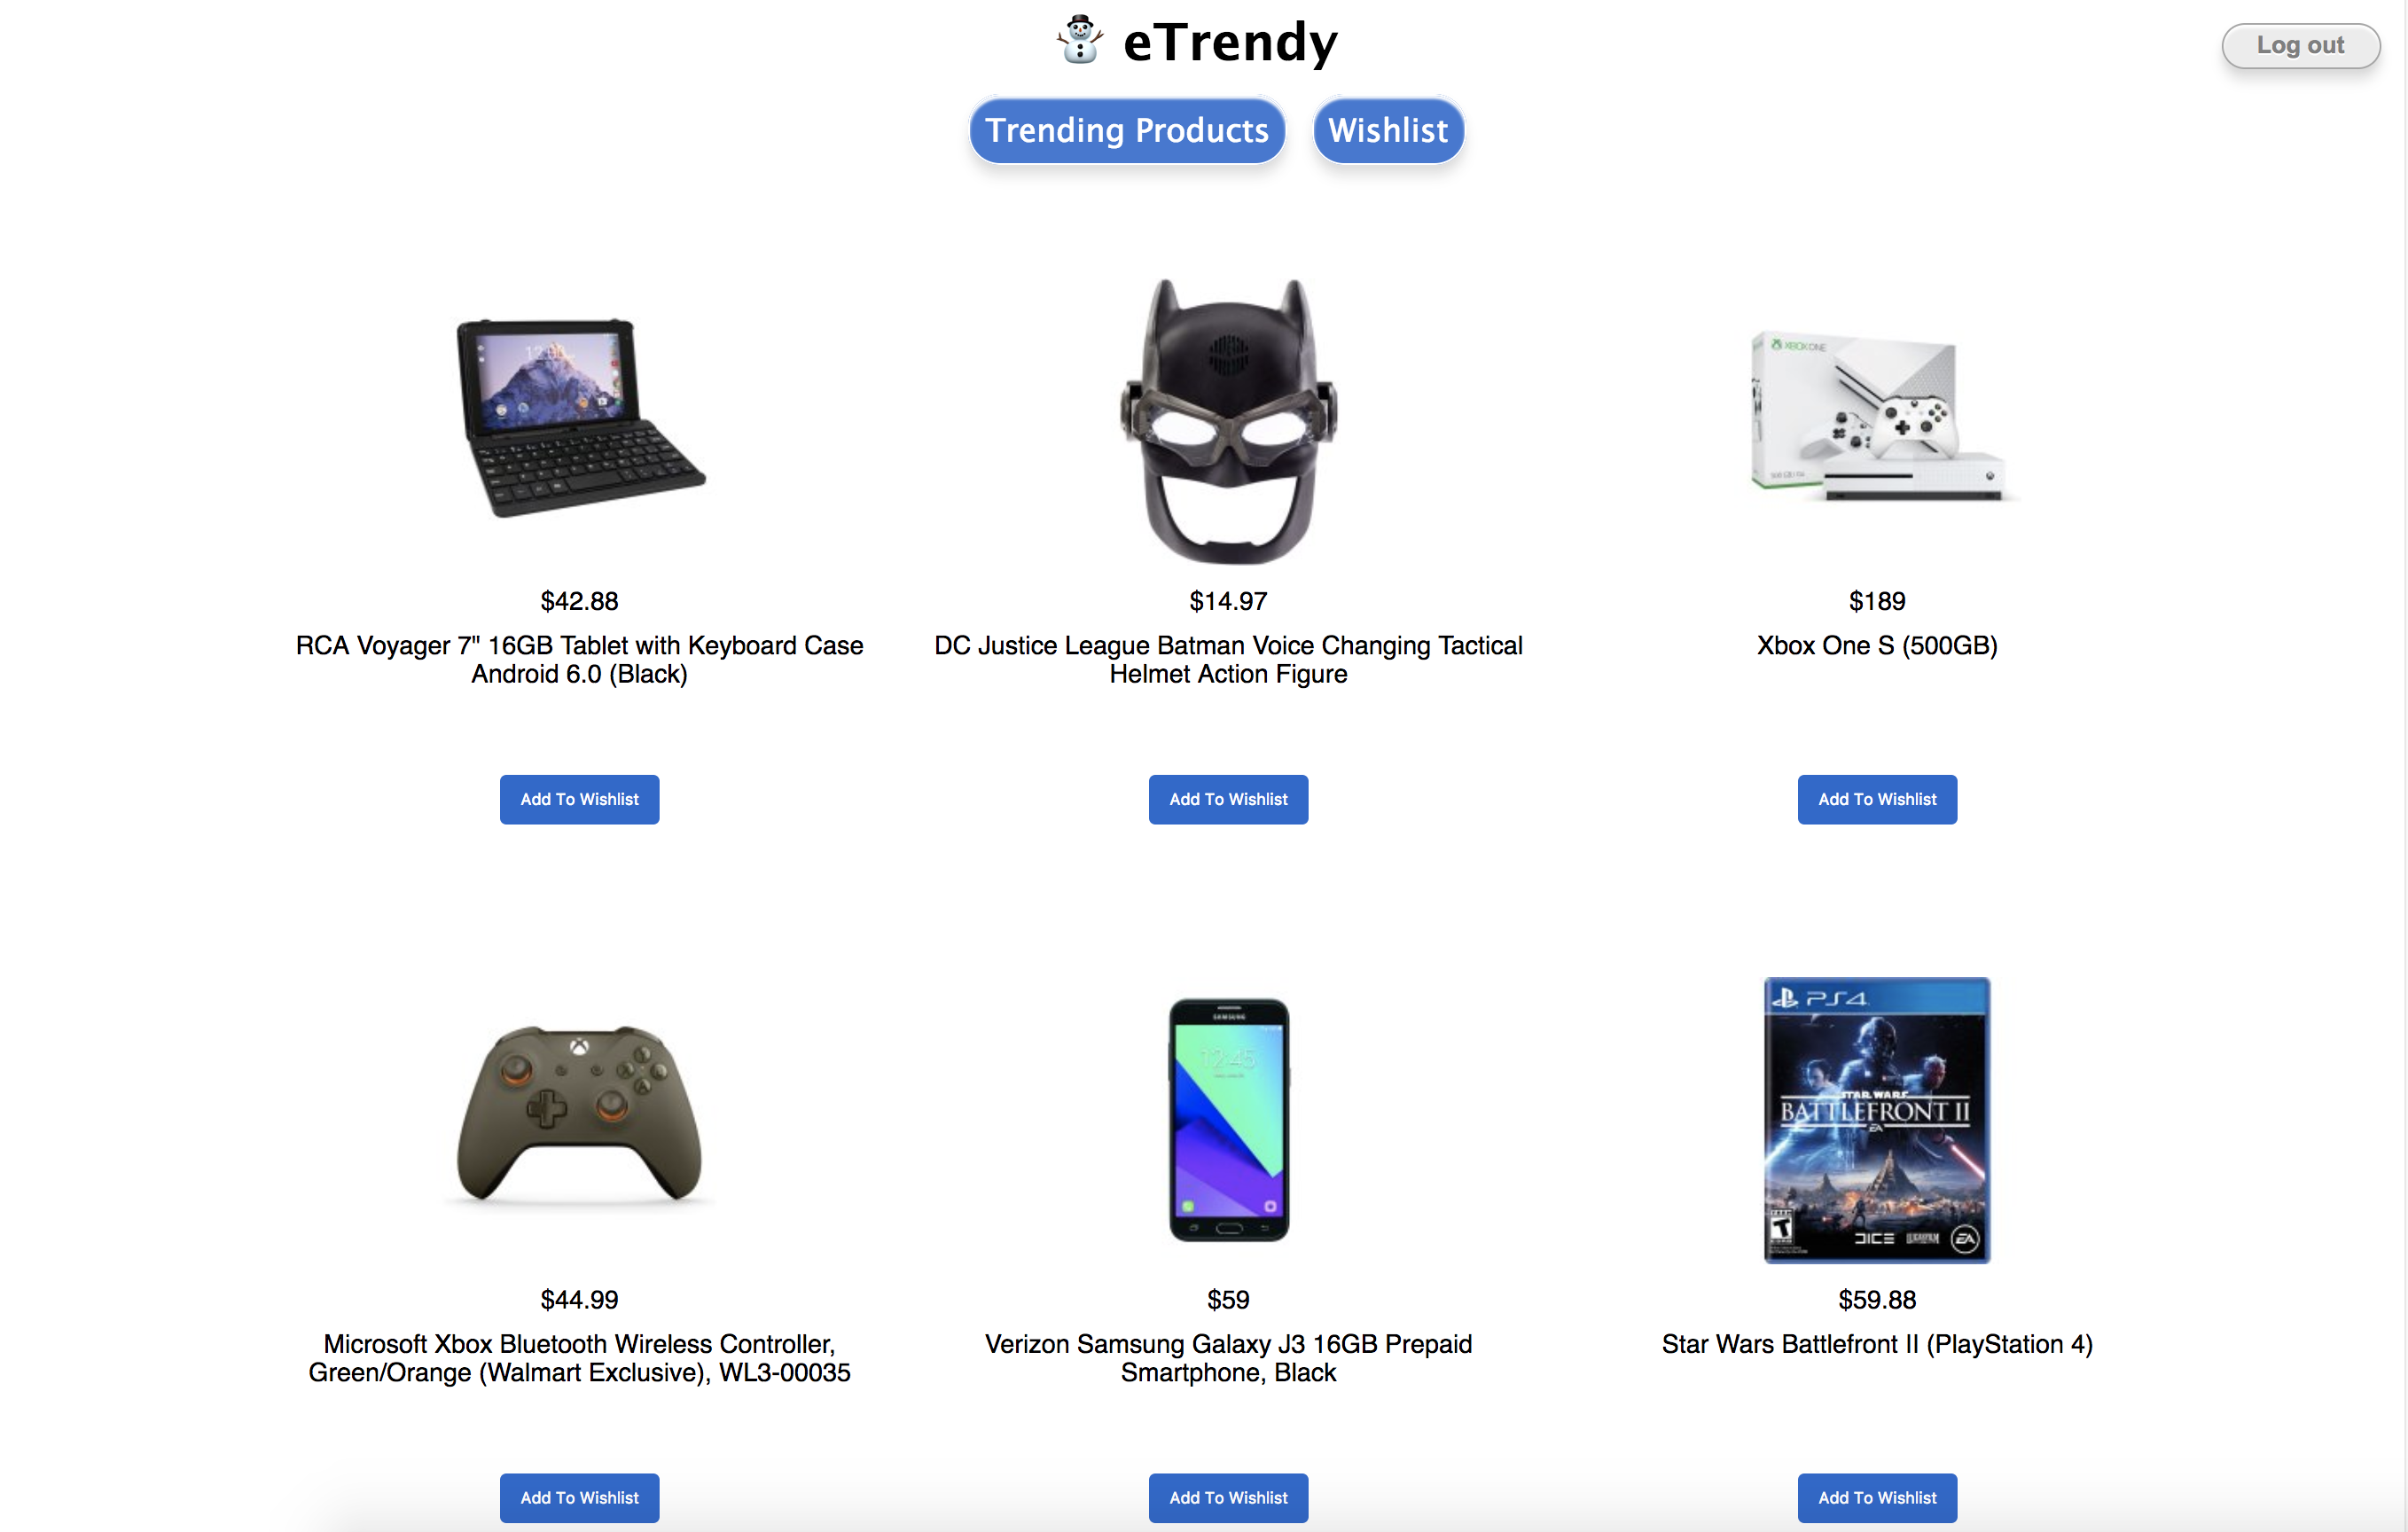 eTrendy
Log out
Trending Products
Wishlist
12:00
XBOX ONE
$42.88
$14.97
$189
RCA Voyager 7" 16GB Tablet with Keyboard Case
Android 6.0 (Black)
DC Justice League Batman Voice Changing Tactical
Helmet Action Figure
Xbox One S (500GB)
Add To Wishlist
Add To Wishlist
Add To Wishlist
SAMSUNG
12:45
PS4
STAR WARS
BATTLEFRONT II
EA
T
DICE
LUCASFILM
EA
$44.99
$59
$59.88
Microsoft Xbox Bluetooth Wireless Controller,
Green/Orange (Walmart Exclusive), WL3-00035
Verizon Samsung Galaxy J3 16GB Prepaid
Smartphone, Black
Star Wars Battlefront II (PlayStation 4)
Add To Wishlist
Add To Wishlist
Add To Wishlist